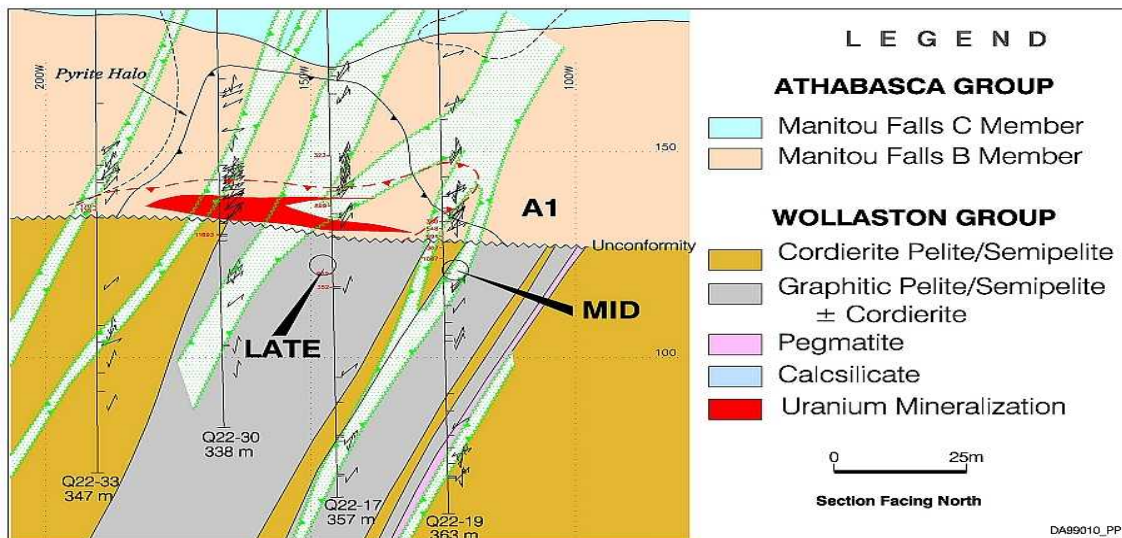 200W
150W
100W
Pyrite Halo
150
A1
Unconformity
LATE
MID
100
Q22-30
338 m
Q22-33
347 m
Q22-17
357 m
Q22-19
363 m
LEGEND
ATHABASCA GROUP
Manitou Falls C Member
Manitou Falls B Member
WOLLASTON GROUP
Cordierite Pelite/Semipelite
Graphitic Pelite/Semipelite
± Cordierite
Pegmatite
Calcsilicate
Uranium Mineralization
0 25m
Section Facing North
DA99010_PP